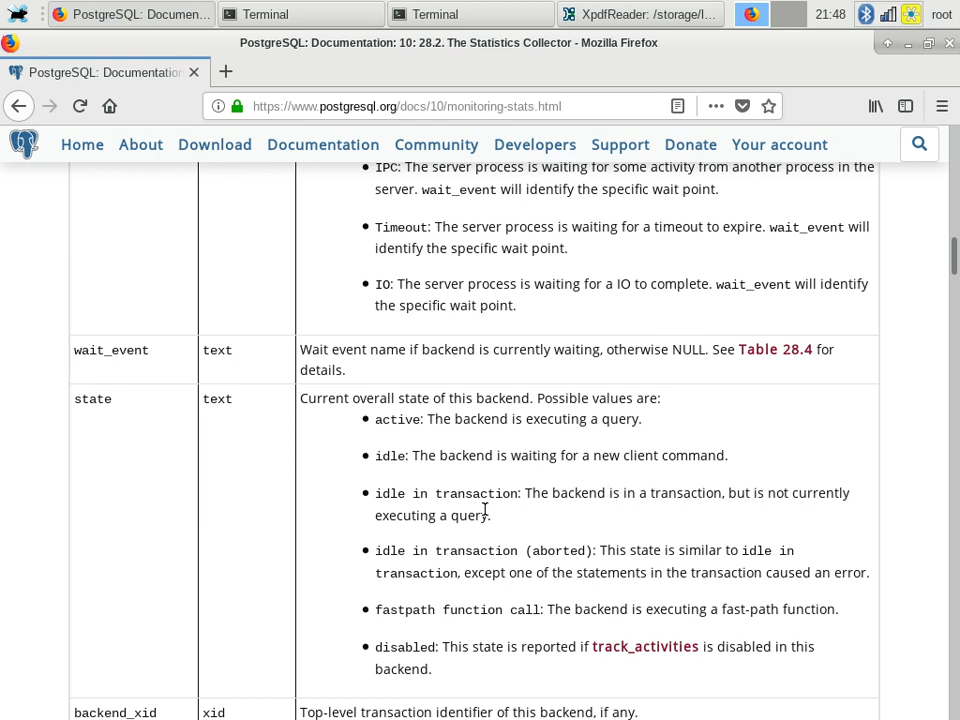 PostgreSQL: Documen...
Terminal
Terminal
XpdfReader: /storage/l...
21:48
root
PostgreSQL: Documentation: 10: 28.2. The Statistics Collector - Mozilla Firefox
PostgreSQL: Documentation
https://www.postgresql.org/docs/10/monitoring-stats.html
Home About Download Documentation Community Developers Support Donate Your account
• IPC: The server process is waiting for some activity from another process in the
server. wait_event will identify the specific wait point.
• Timeout: The server process is waiting for a timeout to expire. wait_event will
identify the specific wait point.
• IO: The server process is waiting for a IO to complete. wait_event will identify
the specific wait point.
wait_event text Wait event name if backend is currently waiting, otherwise NULL. See Table 28.4 for
details.
state text Current overall state of this backend. Possible values are:
• active: The backend is executing a query.
• idle: The backend is waiting for a new client command.
• idle in transaction: The backend is in a transaction, but is not currently
executing a query.
• idle in transaction (aborted): This state is similar to idle in
transaction, except one of the statements in the transaction caused an error.
• fastpath function call: The backend is executing a fast-path function.
• disabled: This state is reported if track_activities is disabled in this
backend.
backend_xid xid Top-level transaction identifier of this backend, if any.